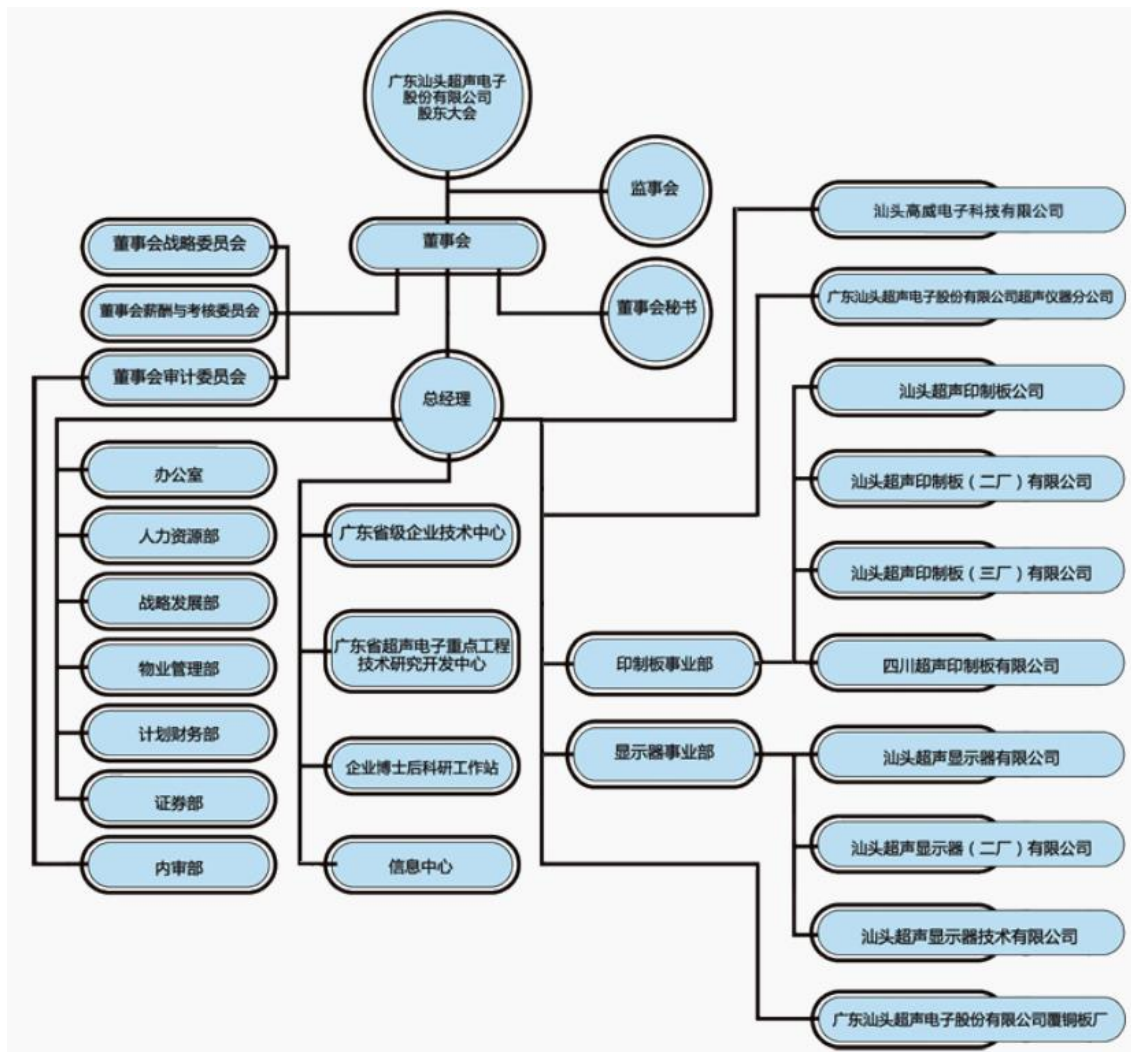 广东汕头超声电子
股份有限公司
股东大会
监事会
董事会
董事会秘书
董事会战略委员会
董事会薪酬与考核委员会
董事会审计委员会
总经理
办公室
人力资源部
战略发展部
物业管理部
计划财务部
证券部
内审部
广东省级企业技术中心
广东省超声电子重点工程
技术研究开发中心
企业博士后科研工作站
信息中心
印制板事业部
显示器事业部
汕头高威电子科技有限公司
广东汕头超声电子股份有限公司超声仪器分公司
汕头超声印制板公司
汕头超声印制板（二厂）有限公司
汕头超声印制板（三厂）有限公司
四川超声印制板有限公司
汕头超声显示器有限公司
汕头超声显示器（二厂）有限公司
汕头超声显示器技术有限公司
广东汕头超声电子股份有限公司覆铜板厂